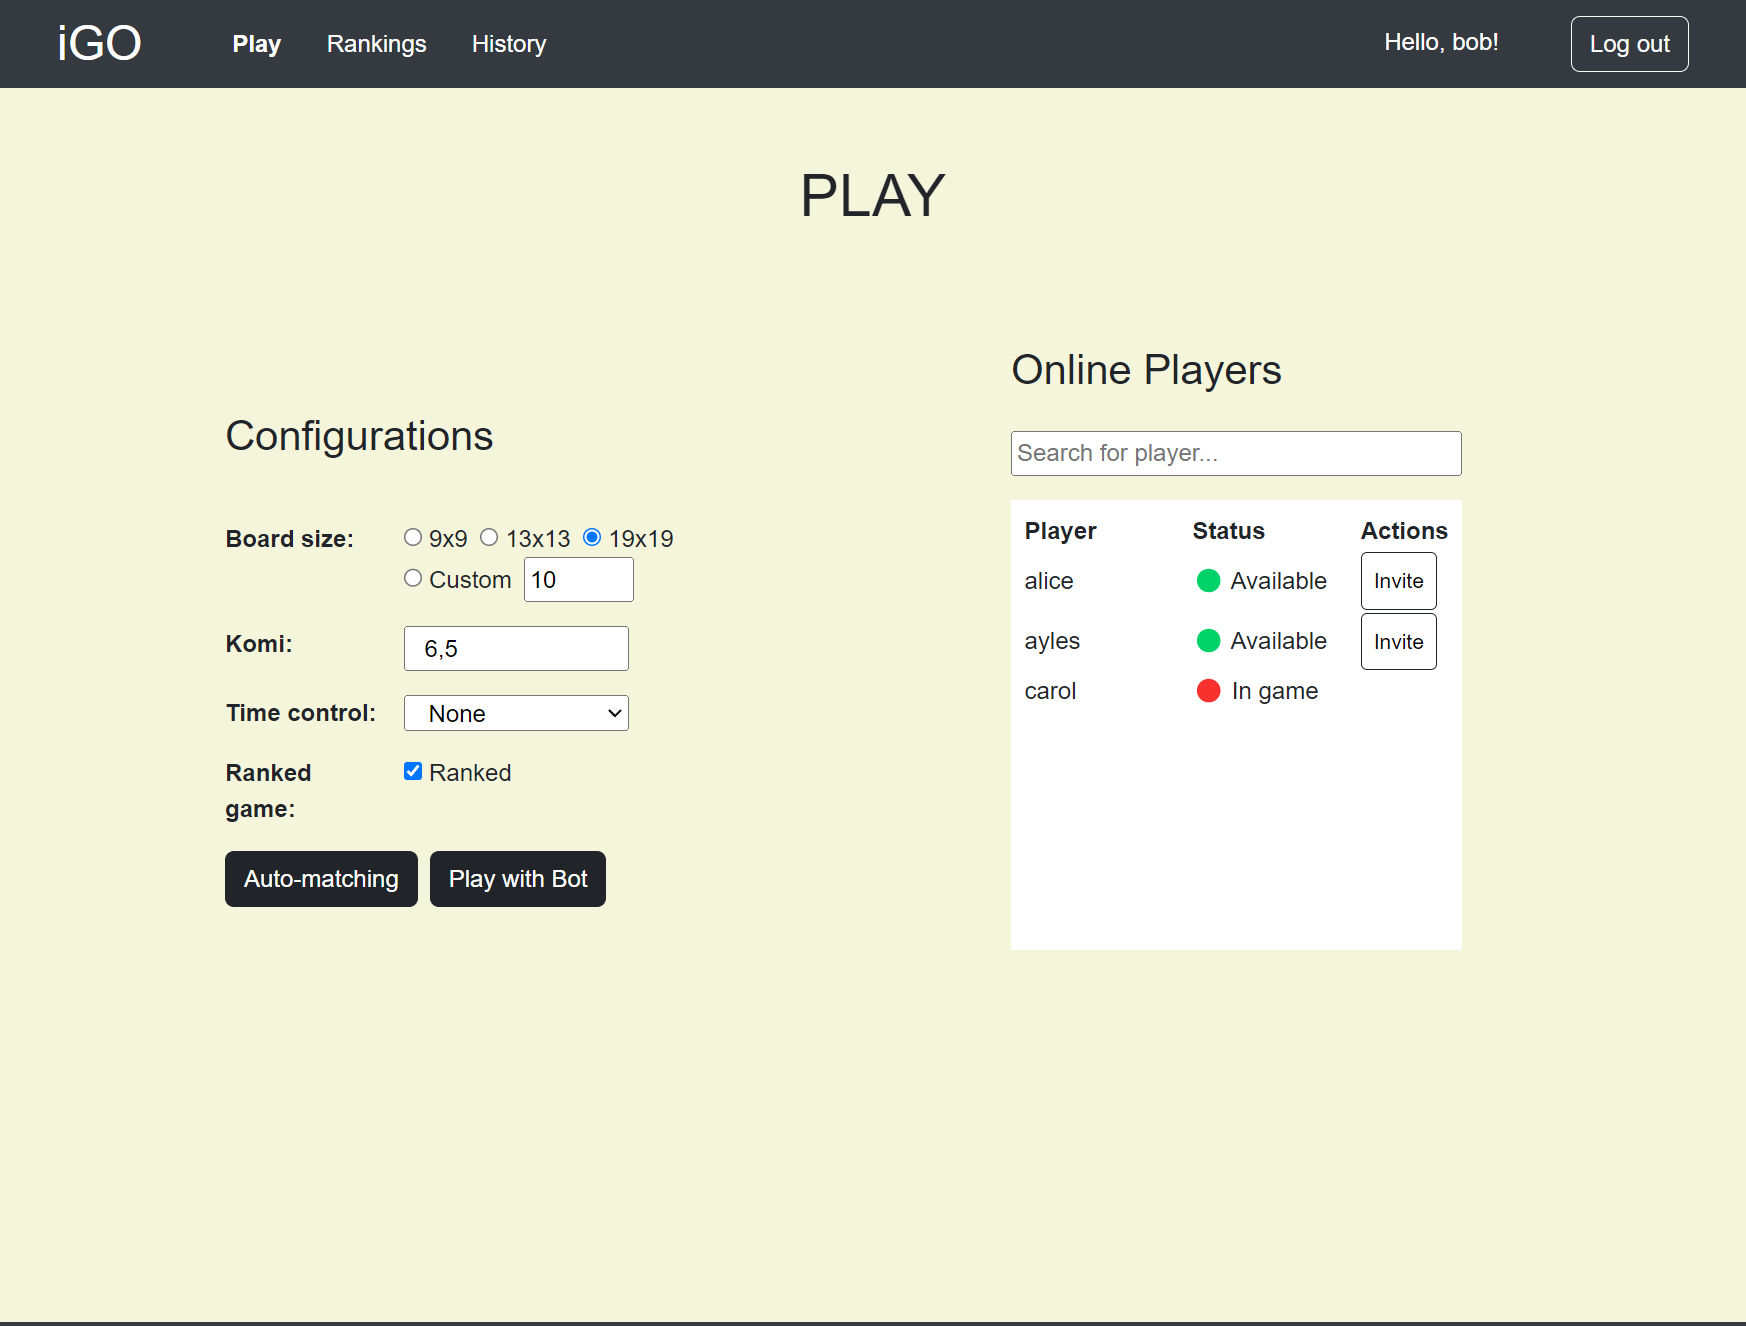 iGO Play Rankings History Hello, bob! Log out
PLAY
Configurations
Board size: 9x9 13x13 19x19
Custom 10
Komi: 6,5
Time control: None
Ranked game: Ranked
Auto-matching Play with Bot
Online Players
Search for player...
Player Status Actions
alice Available Invite
ayles Available Invite
carol In game